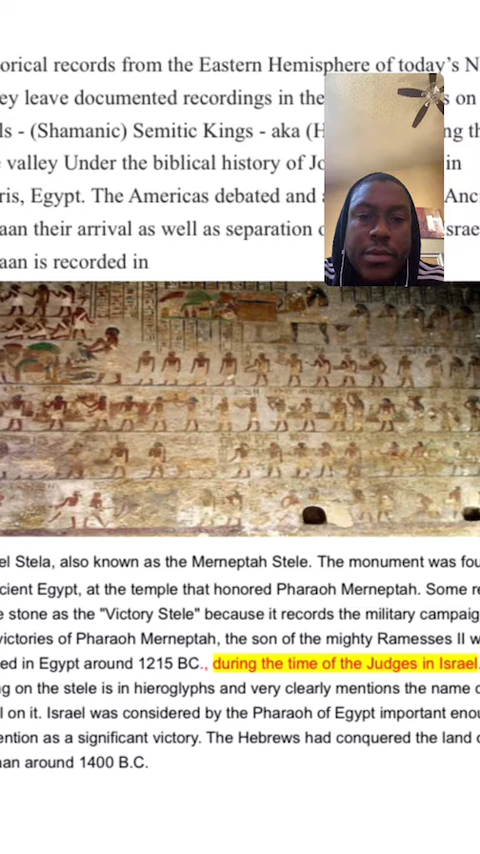 orical records from the Eastern Hemisphere of today's N
ey leave documented recordings in the s on
ls - (Shamanic) Semitic Kings - aka (H ng th
valley Under the biblical history of Jo in
ris, Egypt. The Americas debated and Anc
aan their arrival as well as separation o srae
aan is recorded in
el Stela, also known as the Merneptah Stele. The monument was fou
cient Egypt, at the temple that honored Pharaoh Merneptah. Some re
e stone as the "Victory Stele" because it records the military campaig
victories of Pharaoh Merneptah, the son of the mighty Ramesses II w
ed in Egypt around 1215 BC., during the time of the Judges in Israel.
g on the stele is in hieroglyphs and very clearly mentions the name o
l on it. Israel was considered by the Pharaoh of Egypt important enou
ention as a significant victory. The Hebrews had conquered the land o
an around 1400 B.C.